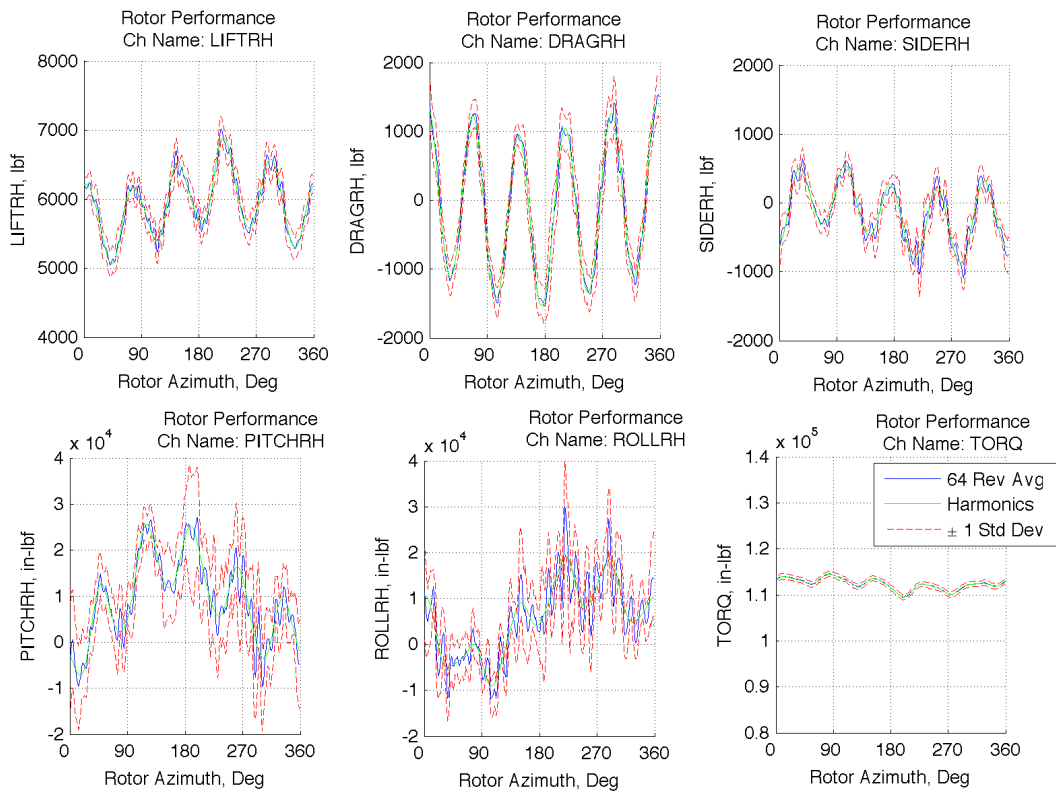 Rotor Performance
Ch Name: LIFTRH
8000
7000
6000
5000
4000
LIFTRH, lbf
0 90 180 270 360
Rotor Azimuth, Deg
Rotor Performance
Ch Name: DRAGRH
2000
1000
0
-1000
-2000
DRAGRH, lbf
0 90 180 270 360
Rotor Azimuth, Deg
Rotor Performance
Ch Name: SIDERH
2000
1000
0
-1000
-2000
SIDERH, lbf
0 90 180 270 360
Rotor Azimuth, Deg
Rotor Performance
Ch Name: PITCHRH
x 10^4
4
3
2
1
0
-1
-2
PITCHRH, in-lbf
0 90 180 270 360
Rotor Azimuth, Deg
Rotor Performance
Ch Name: ROLLRH
x 10^4
4
3
2
1
0
-1
-2
ROLLRH, in-lbf
0 90 180 270 360
Rotor Azimuth, Deg
Rotor Performance
Ch Name: TORQ
x 10^5
1.4
1.3
1.2
1.1
1
0.9
0.8
TORQ, in-lbf
64 Rev Avg
Harmonics
± 1 Std Dev
0 90 180 270 360
Rotor Azimuth, Deg